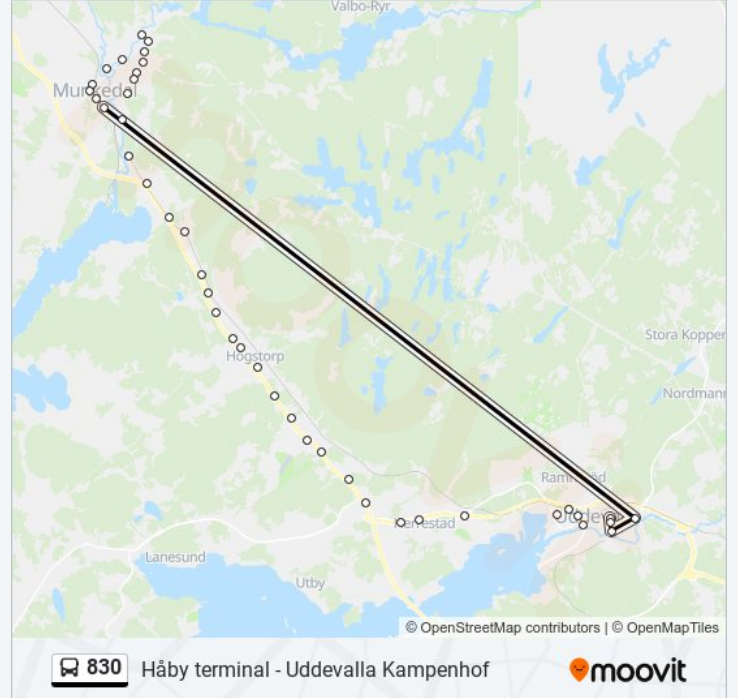 Valbo-Ryr
Munkedal
Stora Kopper
Hogstorp
Nordmann
Ramneröd
Uddevalla
Herrestad
Lanesund
Utby
© OpenStreetMap contributors | © OpenMapTiles
830 Håby terminal - Uddevalla Kampenhof moovit